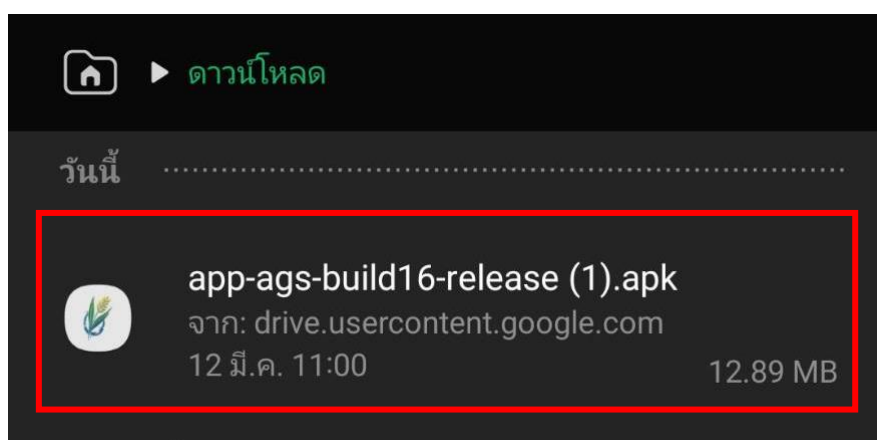 ดาวน์โหลด
วันนี้
app-ags-build16-release (1).apk
จาก: drive.usercontent.google.com
12 มี.ค. 11:00
12.89 MB